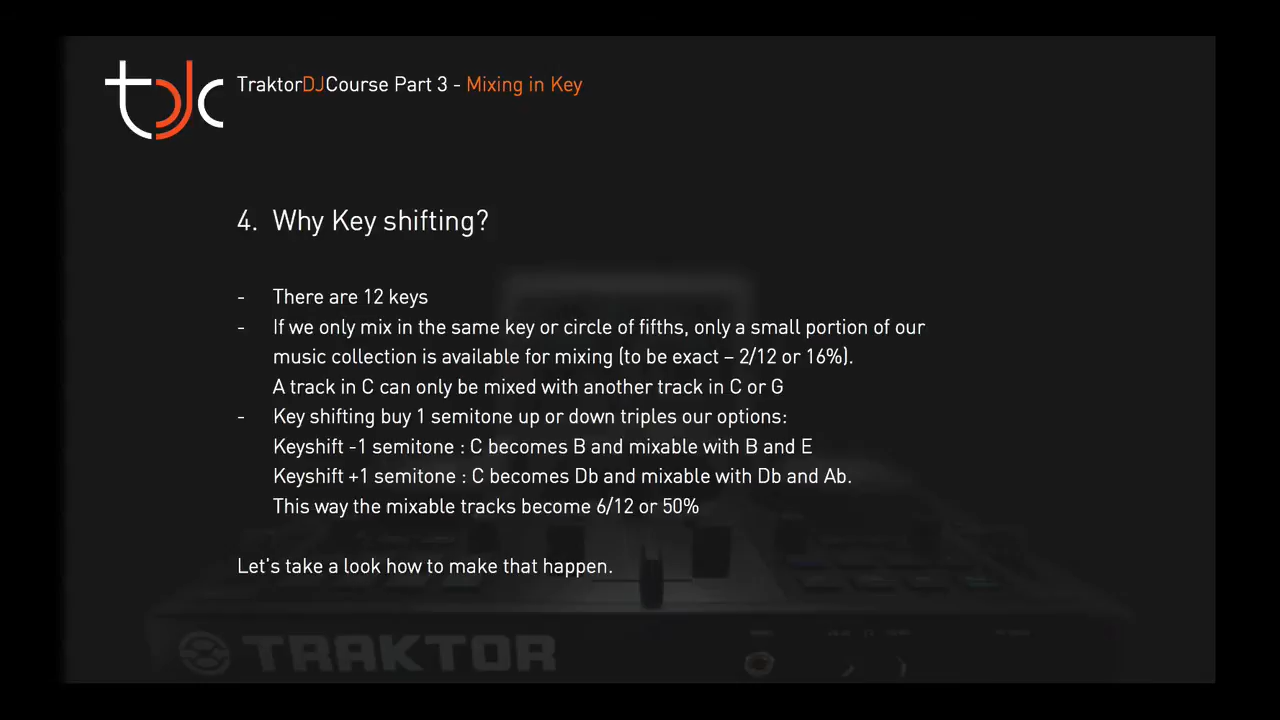 tdjc
TraktorDJCourse Part 3 - Mixing in Key
4. Why Key shifting?
- There are 12 keys
- If we only mix in the same key or circle of fifths, only a small portion of our
music collection is available for mixing (to be exact – 2/12 or 16%).
A track in C can only be mixed with another track in C or G
- Key shifting buy 1 semitone up or down triples our options:
Keyshift -1 semitone : C becomes B and mixable with B and E
Keyshift +1 semitone : C becomes Db and mixable with Db and Ab.
This way the mixable tracks become 6/12 or 50%
Let's take a look how to make that happen.
TRAKTOR